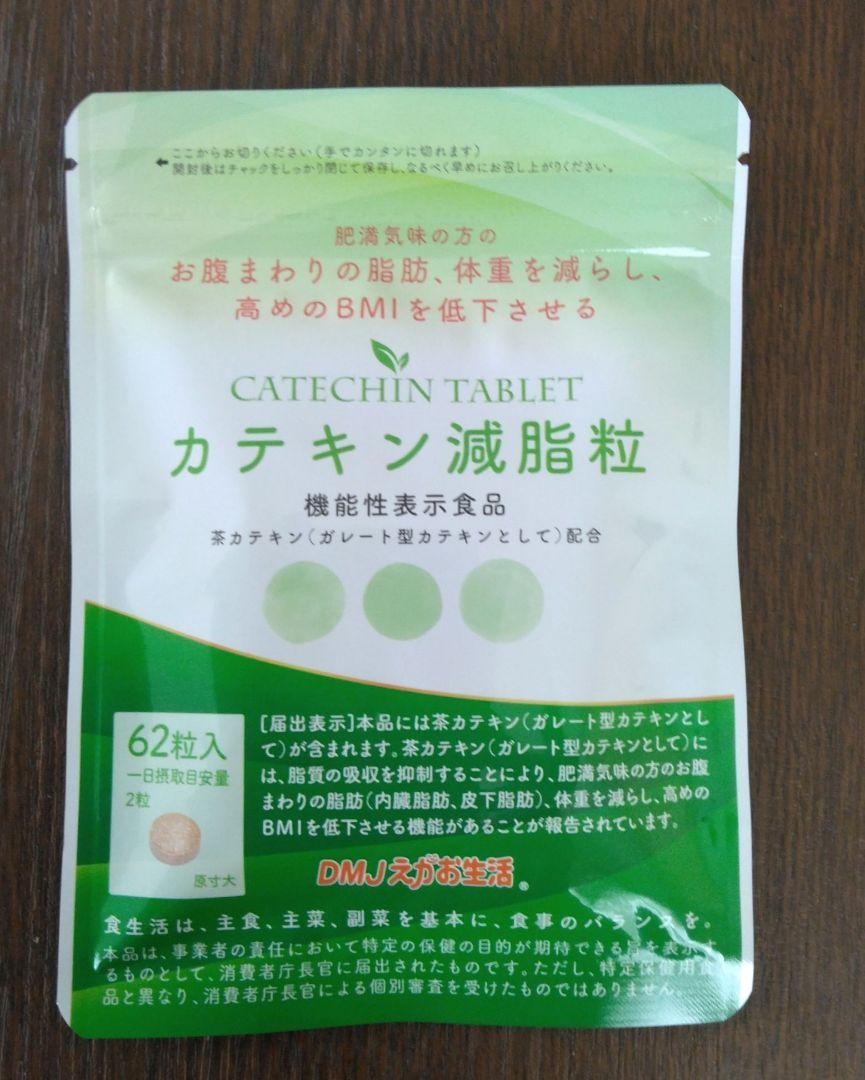 ここからお切りください(手でカンタンに切れます)
開封後はチャックをしっかり閉じて保存し、なるべく早めにお召し上がりください。
肥満気味の方の
お腹まわりの脂肪、体重を減らし、
高めのBMIを低下させる
CATECHIN TABLET
カテキン減脂粒
機能性表示食品
茶カテキン(ガレート型カテキンとして)配合
62粒入
一日摂取目安量
2粒
原寸大
[届出表示]本品には茶カテキン(ガレート型カテキンとし
て)が含まれます。茶カテキン(ガレート型カテキンとして)に
は、脂質の吸収を抑制することにより、肥満気味の方のお腹
まわりの脂肪(内臓脂肪、皮下脂肪)、体重を減らし、高めの
BMIを低下させる機能があることが報告されています。
DMJえがお生活®
食生活は、主食、主菜、副菜を基本に、食事のバランスを。
本品は、事業者の責任において特定の保健の目的が期待できる旨を表示す
るものとして、消費者庁長官に届出されたものです。ただし、特定保健用食
品と異なり、消費者庁長官による個別審査を受けたものではありません。